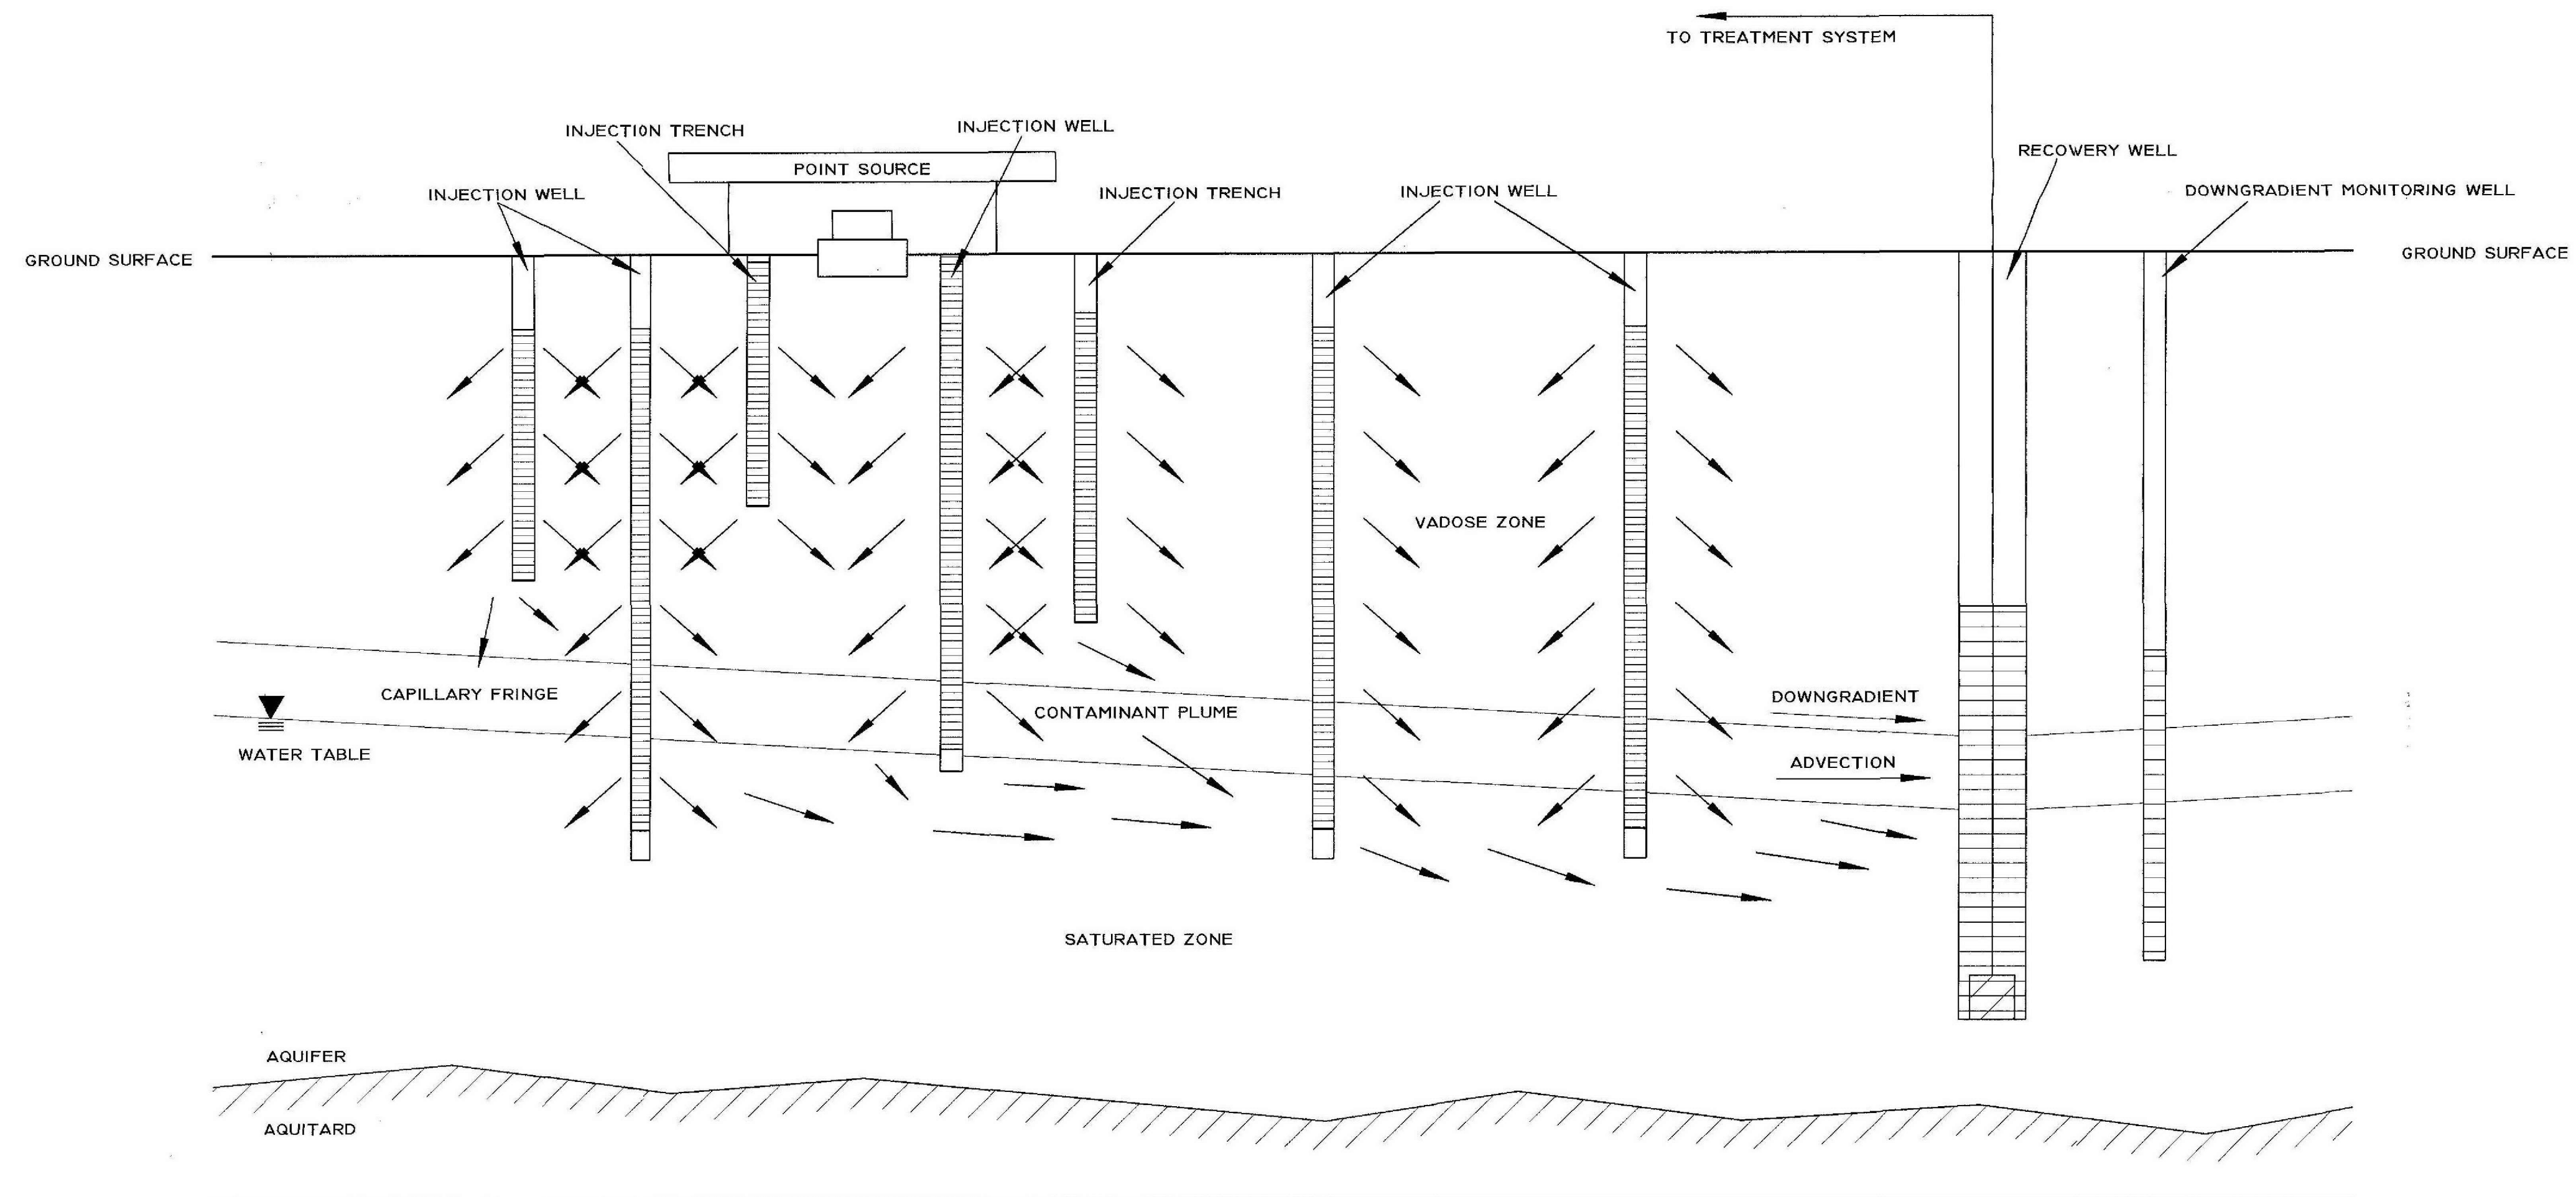 TO TREATMENT SYSTEM
INJECTION TRENCH
INJECTION WELL
RECOWERY WELL
POINT SOURCE
INJECTION WELL
INJECTION TRENCH
INJECTION WELL
DOWNGRADIENT MONITORING WELL
GROUND SURFACE
GROUND SURFACE
VADOSE ZONE
CAPILLARY FRINGE
CONTAMINANT PLUME
DOWNGRADIENT
WATER TABLE
ADVECTION
SATURATED ZONE
AQUIFER
AQUITARD